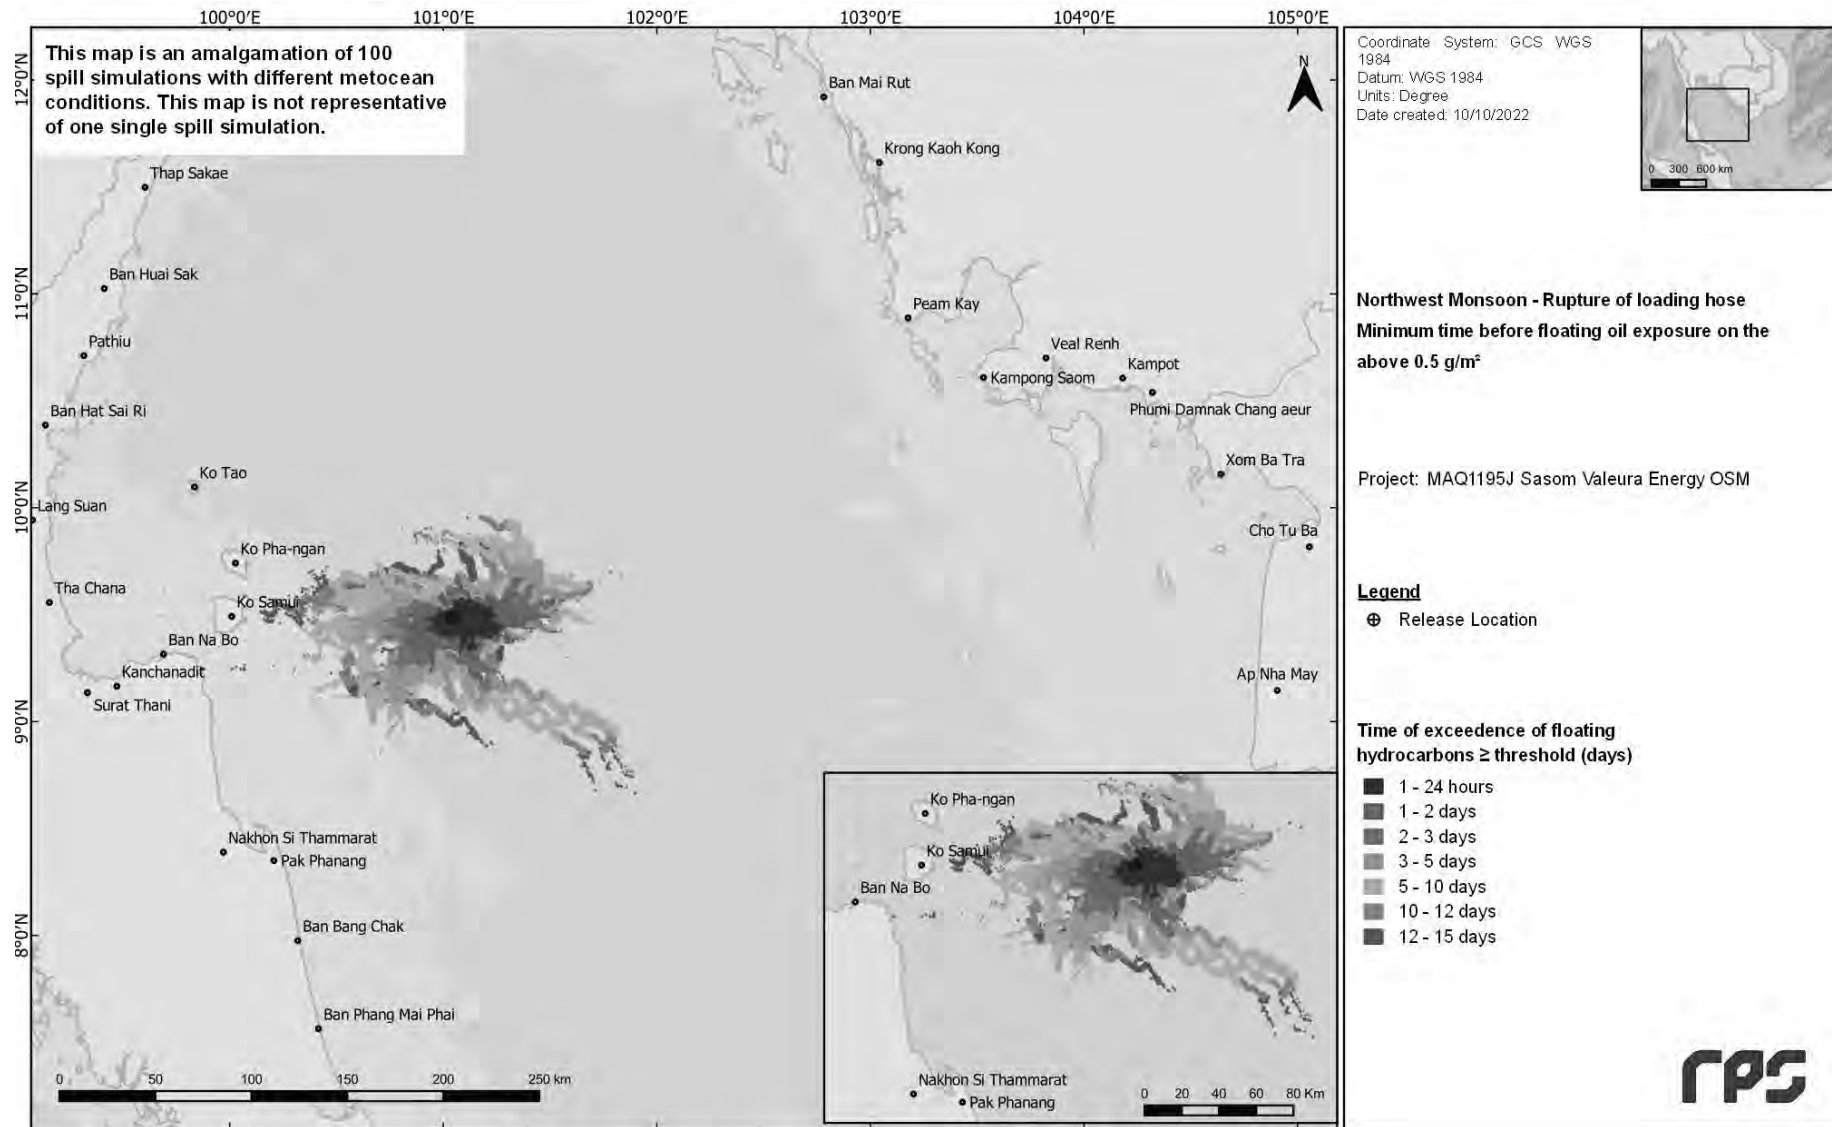 100°0'E 101°0'E 102°0'E 103°0'E 104°0'E 105°0'E
12°0'N
11°0'N
10°0'N
9°0'N
8°0'N
This map is an amalgamation of 100
spill simulations with different metocean
conditions. This map is not representative
of one single spill simulation.
N
Ban Mai Rut
Krong Kaoh Kong
Thap Sakae
Ban Huai Sak
Peam Kay
Pathiu
Veal Renh
Kampot
Kampong Saom
Ban Hat Sai Ri
Phumi Damnak Chang aeur
Xom Ba Tra
Ko Tao
Lang Suan
Cho Tu Ba
Ko Pha-ngan
Tha Chana
Ko Samui
Ban Na Bo
Kanchanadit
Ap Nha May
Surat Thani
Nakhon Si Thammarat
Pak Phanang
Ban Bang Chak
Ban Phang Mai Phai
0 50 100 150 200 250 km
Ko Pha-ngan
Ko Samui
Ban Na Bo
Nakhon Si Thammarat
Pak Phanang
0 20 40 60 80 Km
Coordinate System: GCS WGS
1984
Datum: WGS 1984
Units: Degree
Date created: 10/10/2022
0 300 600 km
Northwest Monsoon - Rupture of loading hose
Minimum time before floating oil exposure on the
above 0.5 g/m²
Project: MAQ1195J Sasom Valeura Energy OSM
Legend
Release Location
Time of exceedence of floating
hydrocarbons ≥ threshold (days)
1 - 24 hours
1 - 2 days
2 - 3 days
3 - 5 days
5 - 10 days
10 - 12 days
12 - 15 days
rps